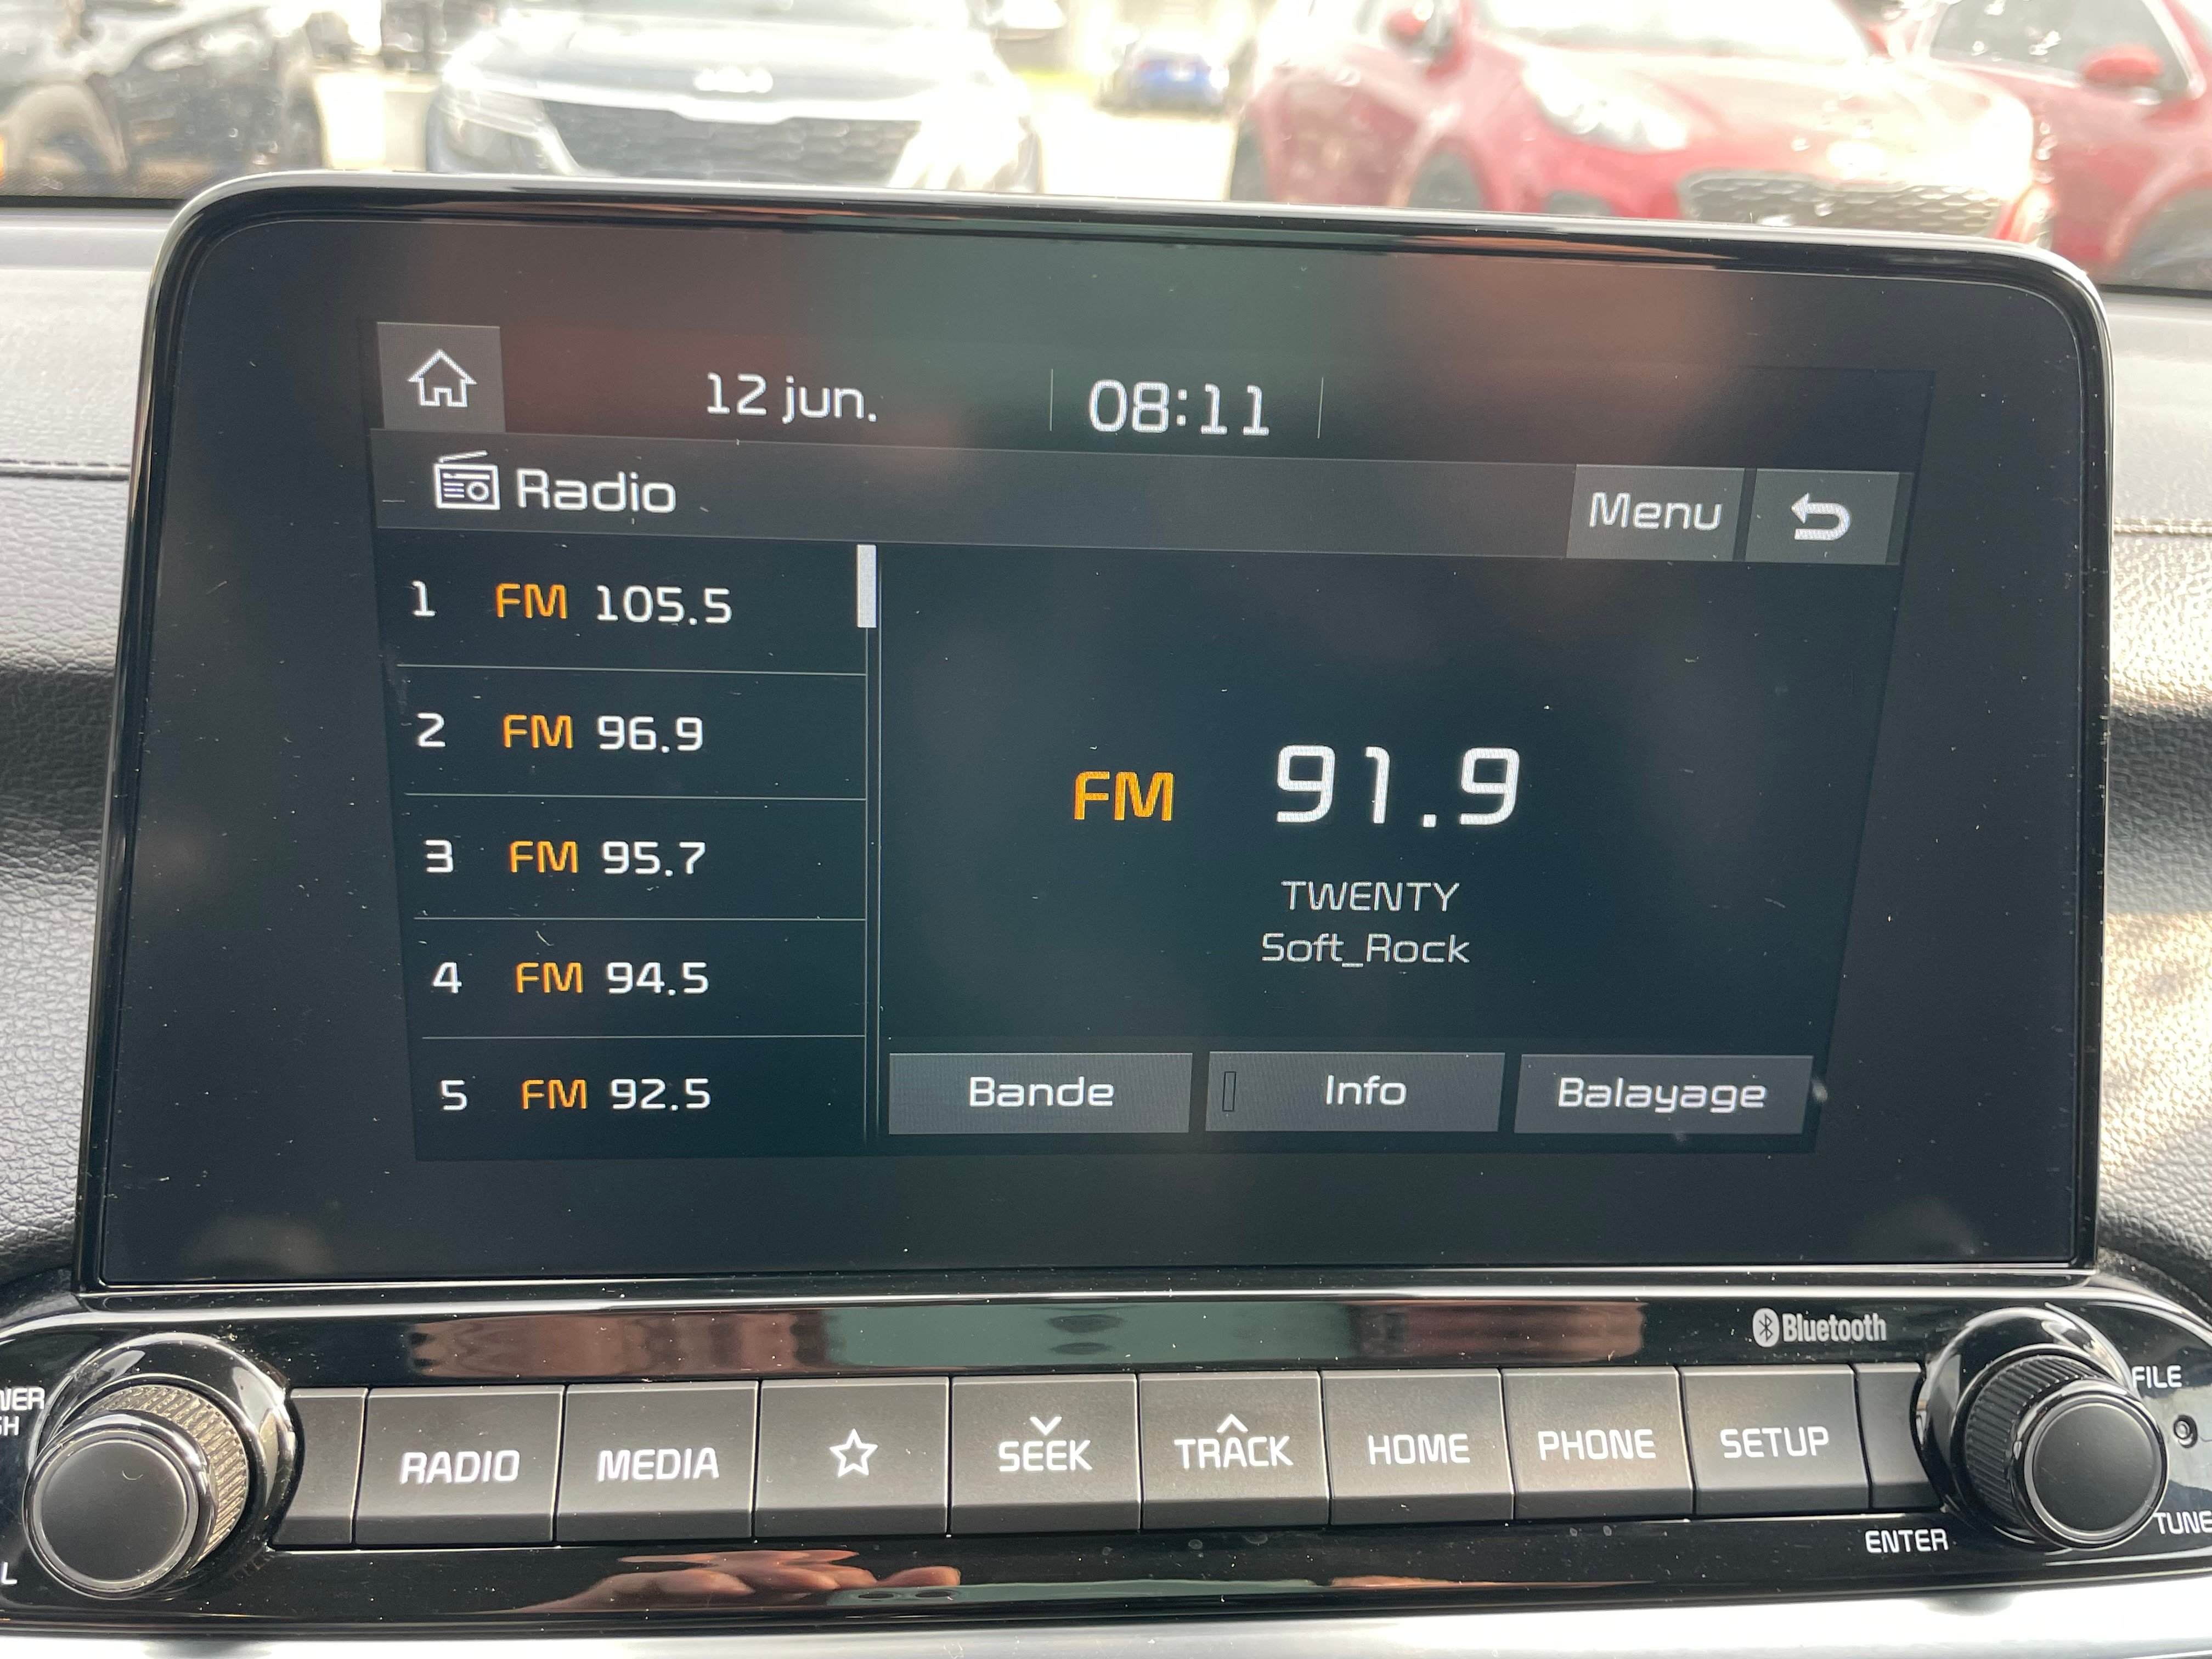 12 jun.
08:11
Radio
Menu
1 FM 105.5
2 FM 96.9
3 FM 95.7
4 FM 94.5
5 FM 92.5
FM 91.9
TWENTY
Soft_Rock
Bande
Info
Balayage
Bluetooth
RADIO
MEDIA
SEEK
TRACK
HOME
PHONE
SETUP
FILE
TUNE
ENTER